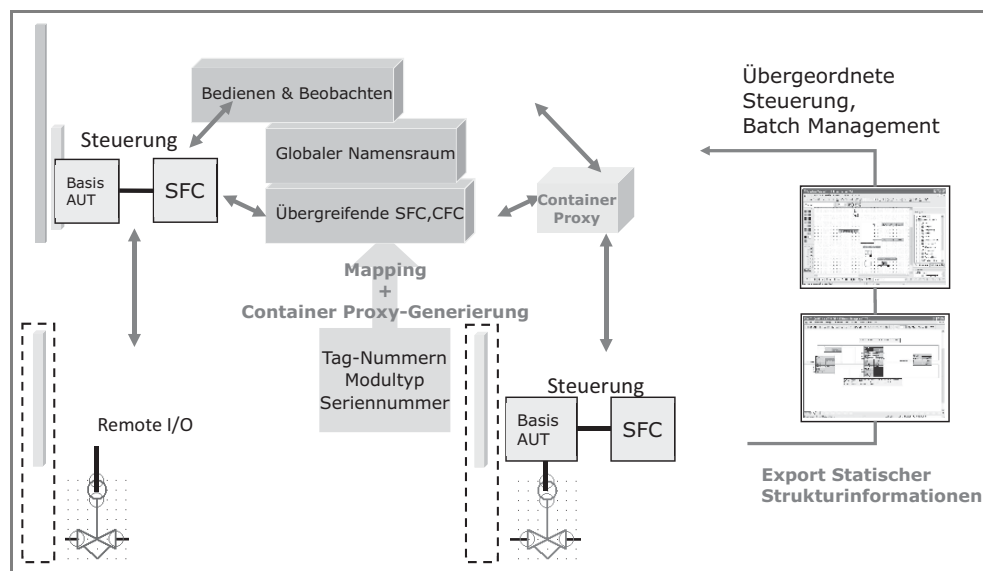 Bedienen & Beobachten
Globaler Namensraum
Übergreifende SFC,CFC
Steuerung
Basis
AUT
SFC
Container
Proxy
Übergeordnete
Steuerung,
Batch Management
Mapping
+
Container Proxy-Generierung
Tag-Nummern
Modultyp
Seriennummer
Remote I/O
Steuerung
Basis
AUT
SFC
Export Statischer
Strukturinformationen